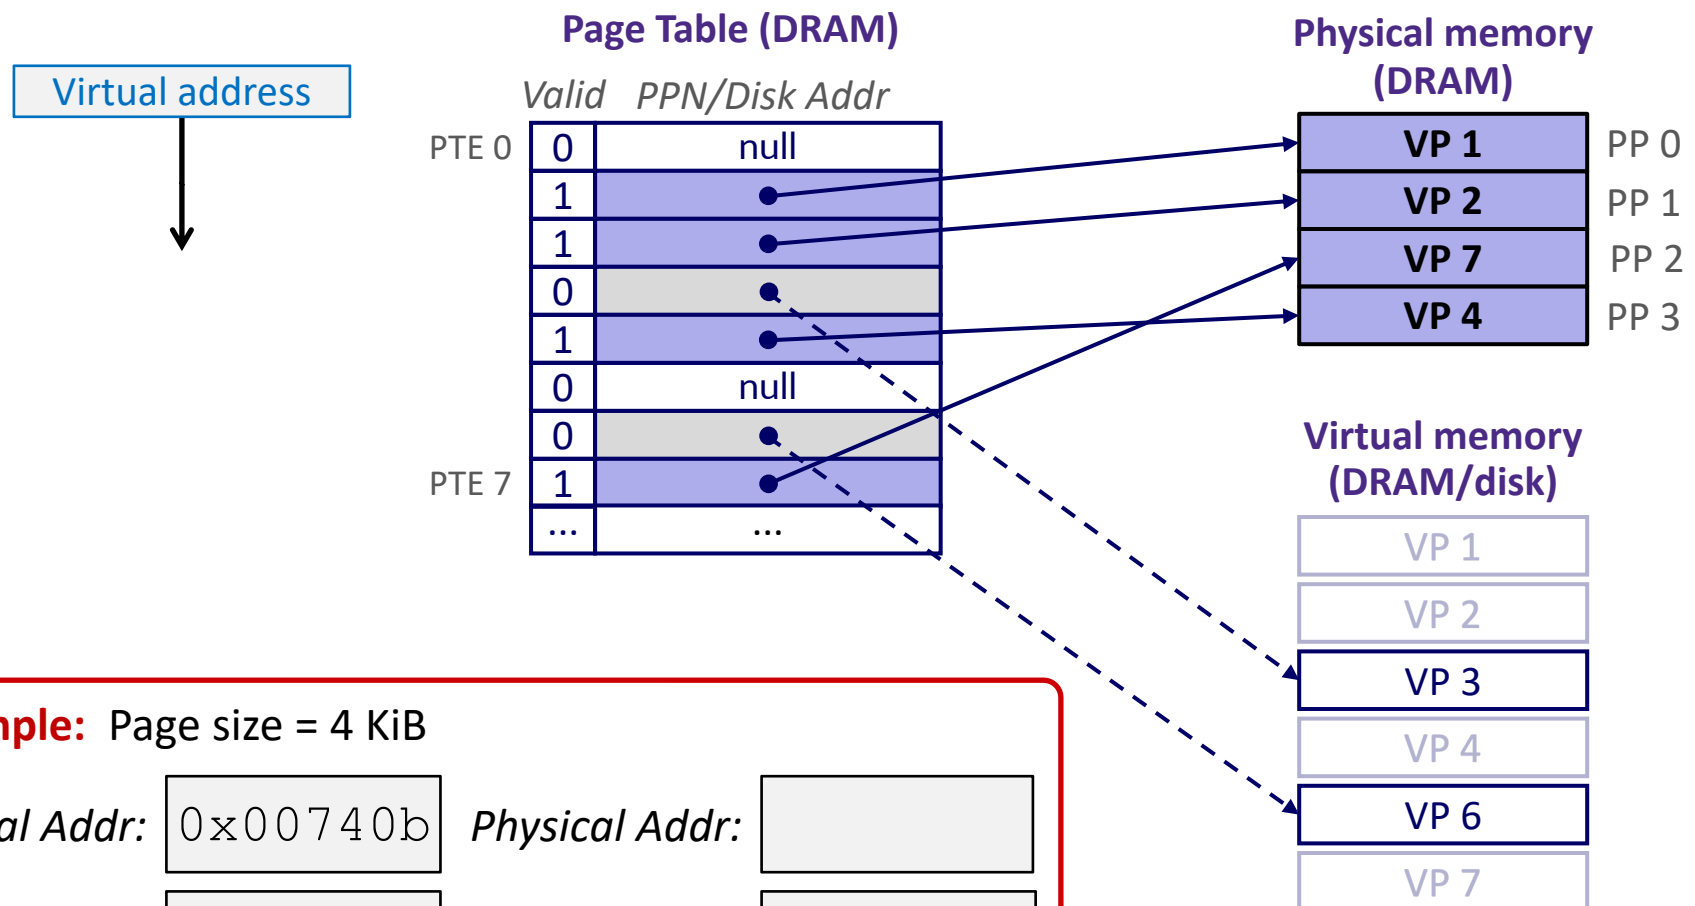 Page Table (DRAM)
Physical memory
(DRAM)
Virtual address
Valid PPN/Disk Addr
PTE 0 0 null
1
1
0
1
0 null
0
PTE 7 1
... ...
VP 1 PP 0
VP 2 PP 1
VP 7 PP 2
VP 4 PP 3
Virtual memory
(DRAM/disk)
VP 1
VP 2
VP 3
VP 4
VP 6
VP 7
mple: Page size = 4 KiB
al Addr: 0x00740b Physical Addr: